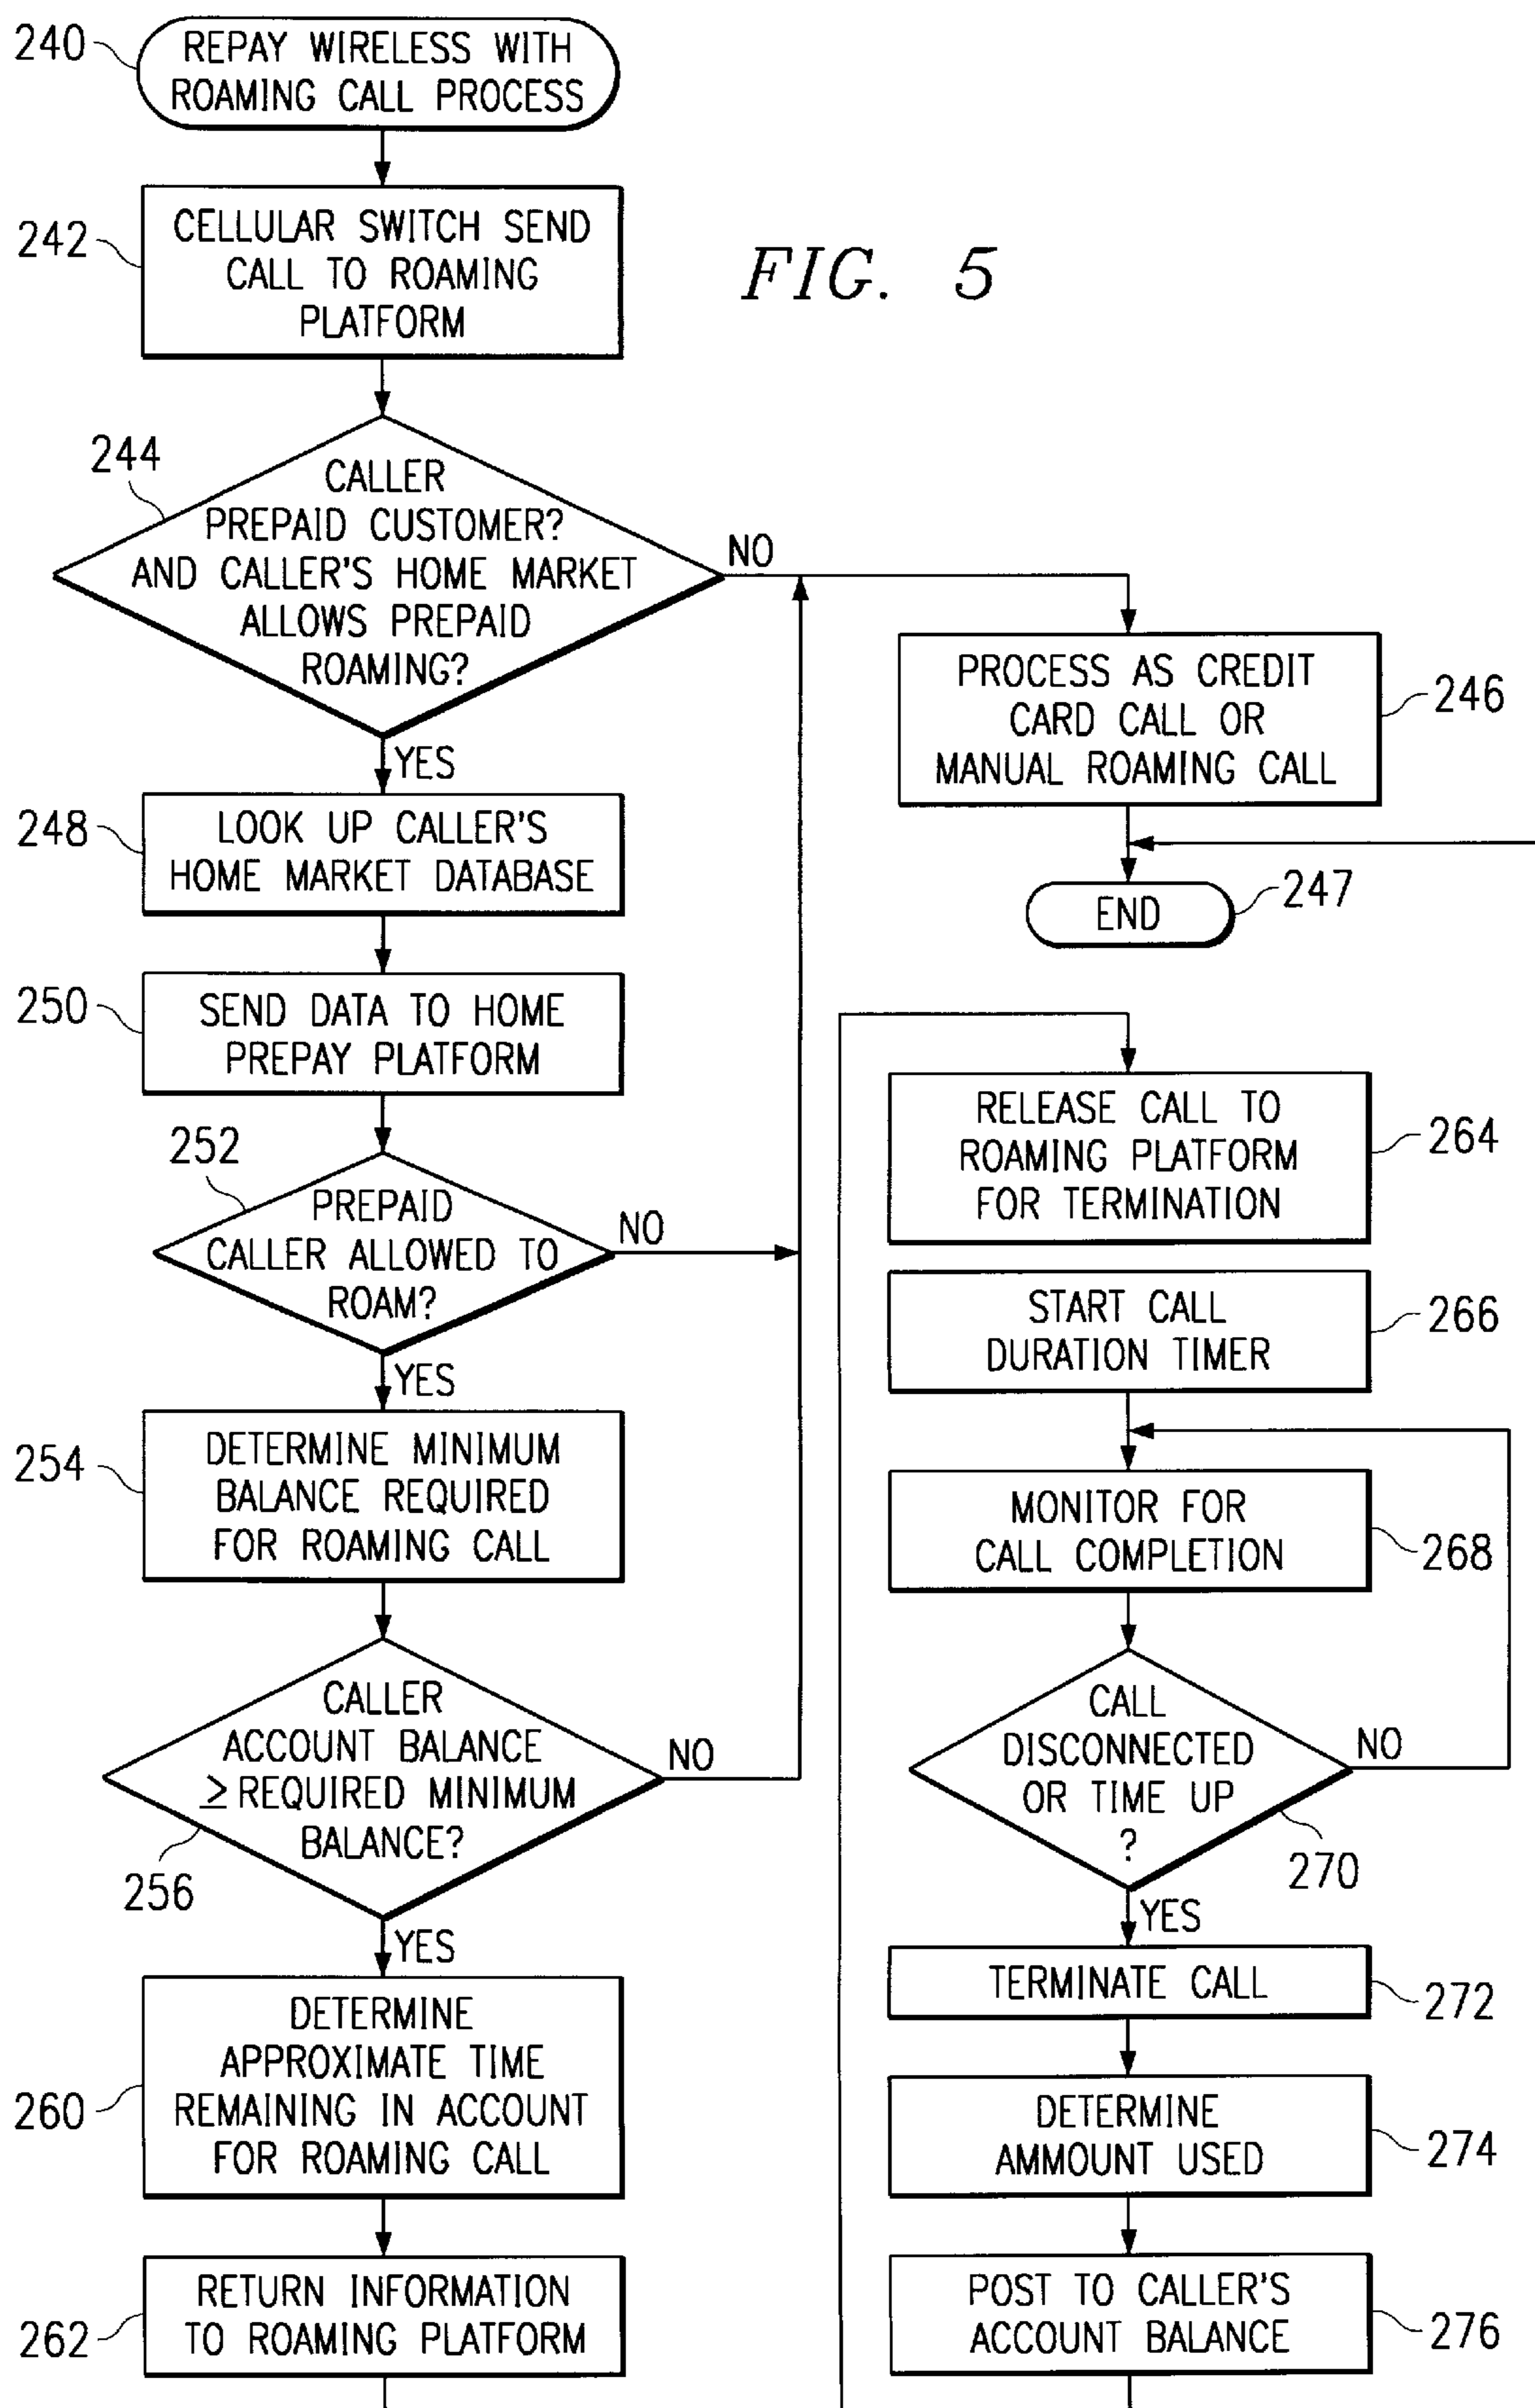 240
REPAY WIRELESS WITH
ROAMING CALL PROCESS
242
CELLULAR SWITCH SEND
CALL TO ROAMING
PLATFORM
FIG. 5
244
CALLER
PREPAID CUSTOMER?
AND CALLER'S HOME MARKET
ALLOWS PREPAID
ROAMING?
NO
YES
PROCESS AS CREDIT
CARD CALL OR
MANUAL ROAMING CALL
246
END
247
248
LOOK UP CALLER'S
HOME MARKET DATABASE
250
SEND DATA TO HOME
PREPAY PLATFORM
252
PREPAID
CALLER ALLOWED TO
ROAM?
NO
YES
254
DETERMINE MINIMUM
BALANCE REQUIRED
FOR ROAMING CALL
CALLER
ACCOUNT BALANCE
≥ REQUIRED MINIMUM
BALANCE?
256
NO
YES
260
DETERMINE
APPROXIMATE TIME
REMAINING IN ACCOUNT
FOR ROAMING CALL
262
RETURN INFORMATION
TO ROAMING PLATFORM
RELEASE CALL TO
ROAMING PLATFORM
FOR TERMINATION
264
START CALL
DURATION TIMER
266
MONITOR FOR
CALL COMPLETION
268
CALL
DISCONNECTED
OR TIME UP
?
270
NO
YES
TERMINATE CALL
272
DETERMINE
AMMOUNT USED
274
POST TO CALLER'S
ACCOUNT BALANCE
276